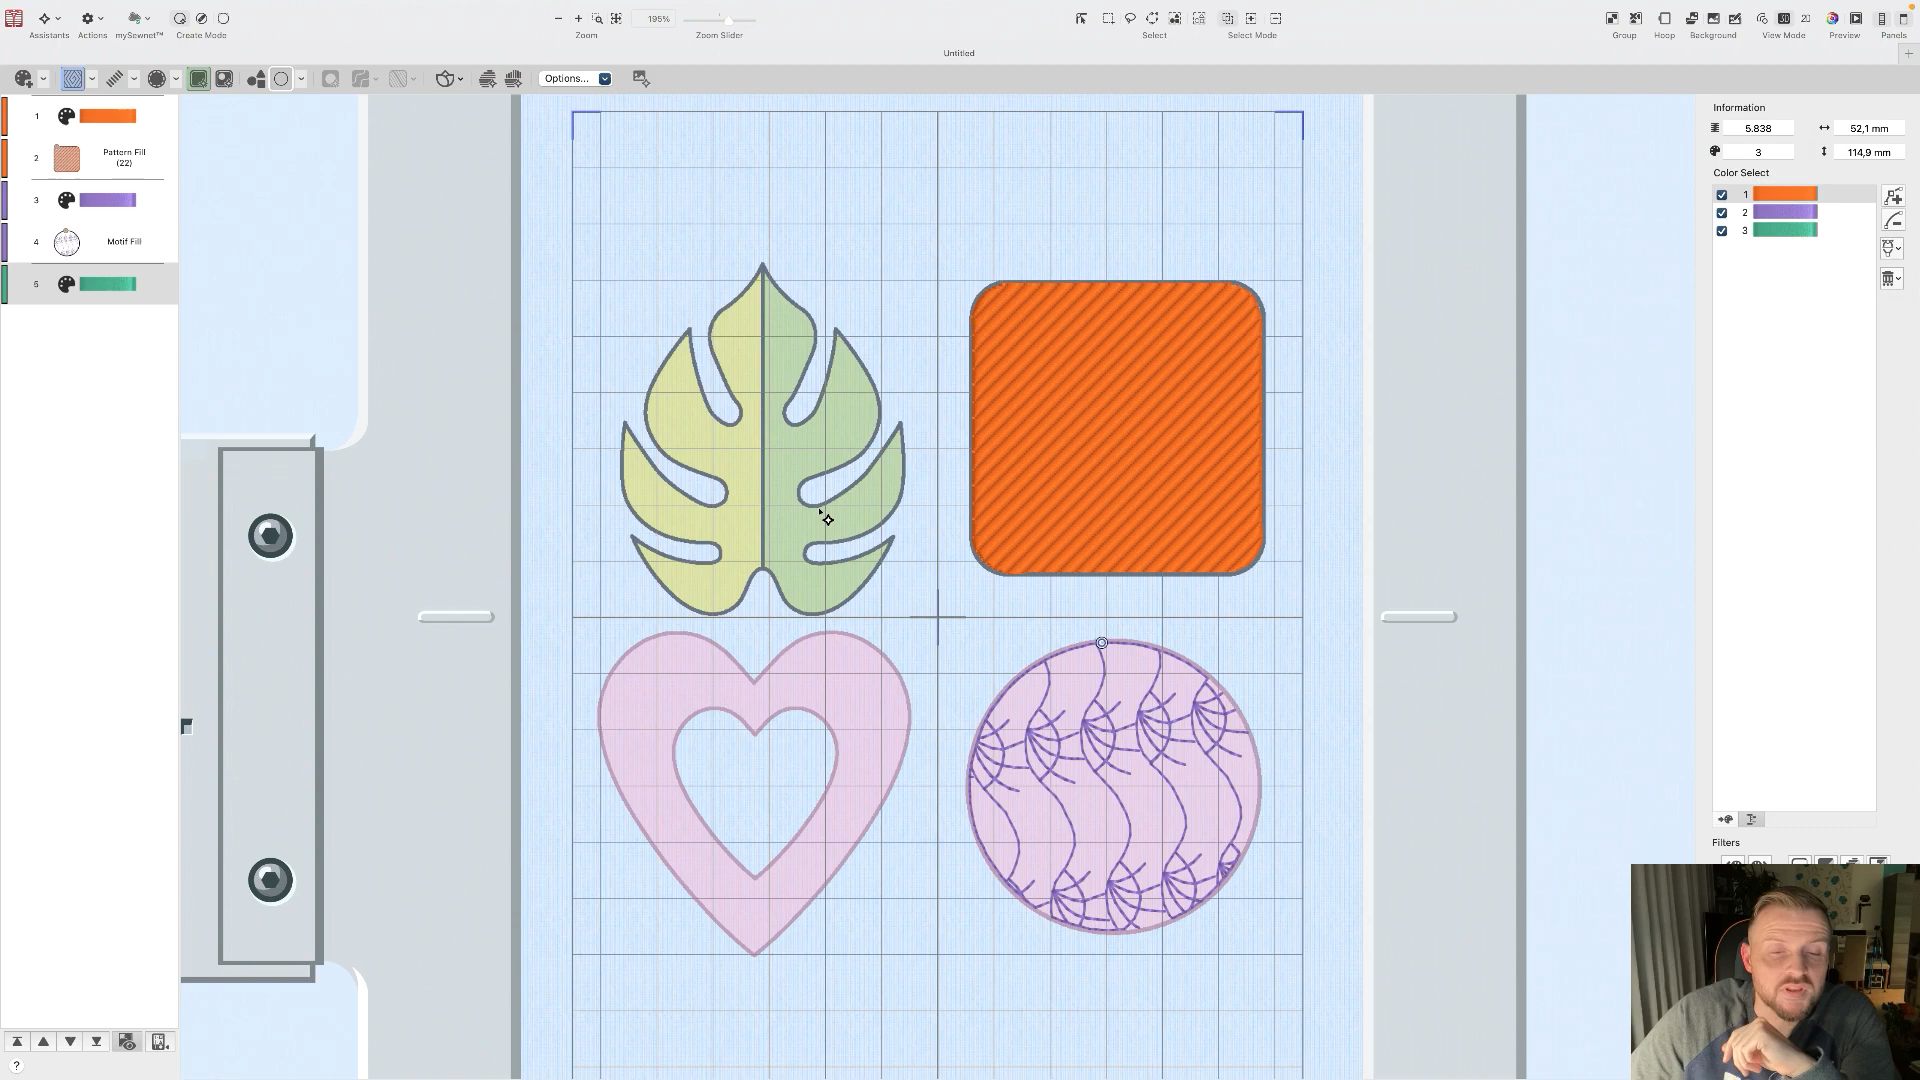 Assistants
Actions
mySewnet™
Create Mode
195%
Zoom
Zoom Slider
Select
Select Mode
Group
Hoop
Background
2D
3D
View Mode
Preview
Panels
Untitled
Options...
1
2
Pattern Fill
(22)
3
4
Motif Fill
5
?
Information
5.838
52,1 mm
3
114,9 mm
Color Select
1
2
3
Filters